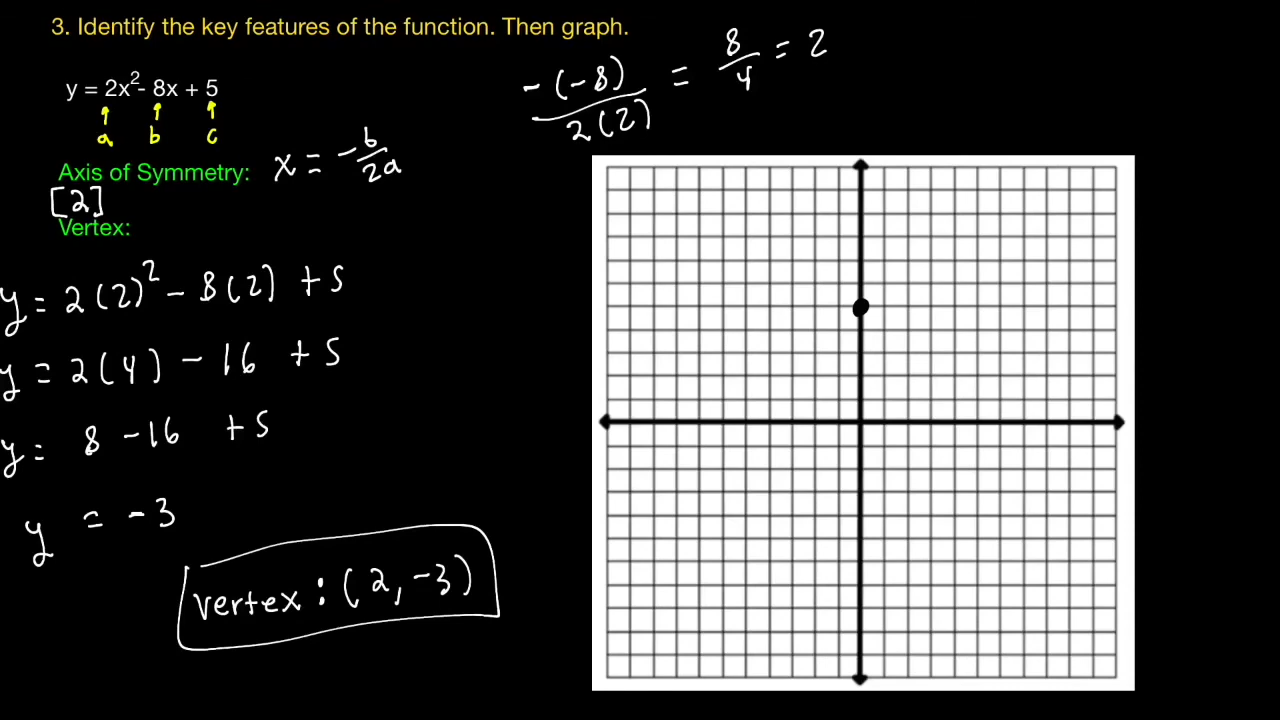 3. Identify the key features of the function. Then graph.
-(-8)/2(2) = 8/4 = 2
y = 2x²- 8x + 5
a b c
Axis of Symmetry: x = -b/2a
[2]
Vertex:
y = 2(2)² - 8(2) + 5
y = 2(4) - 16 + 5
y = 8 - 16 + 5
y = -3
vertex : (2, -3)